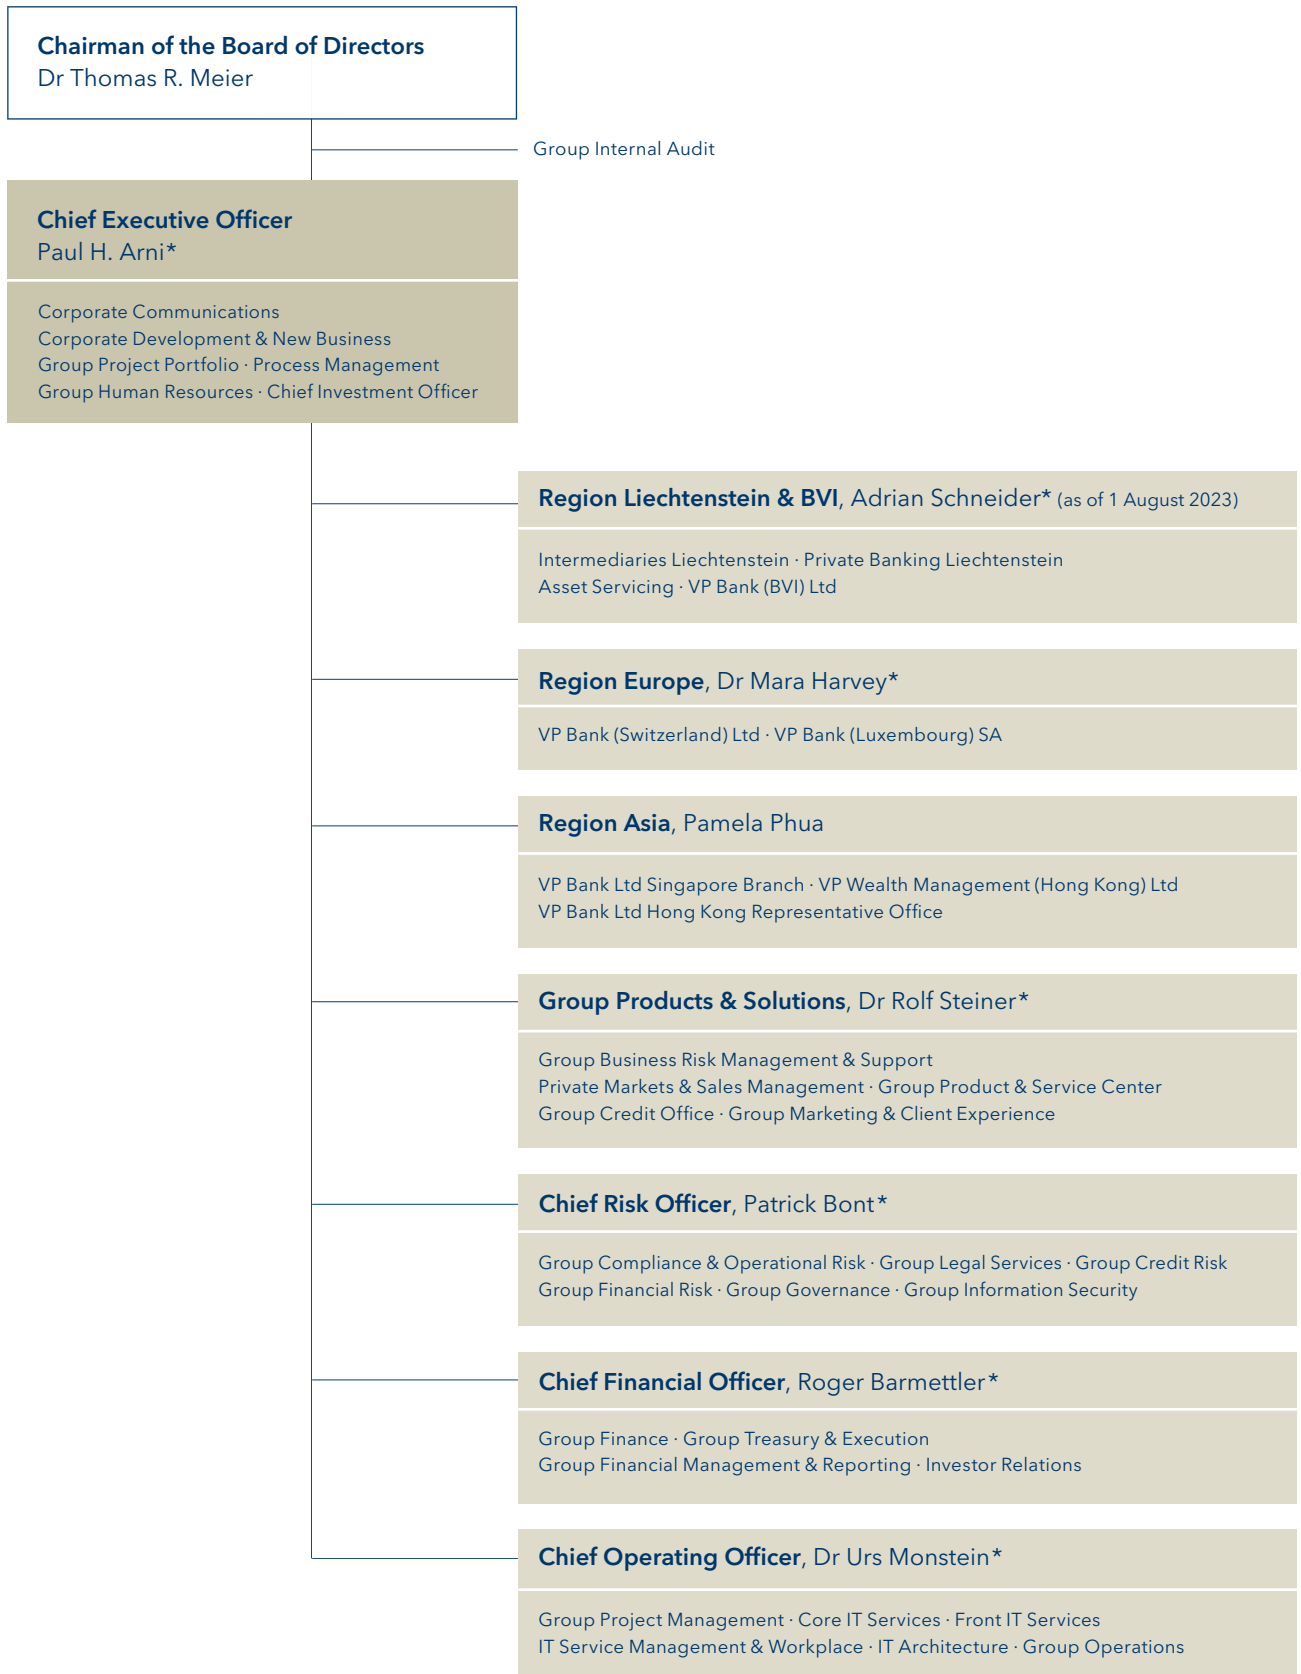 Chairman of the Board of Directors
Dr Thomas R. Meier
Group Internal Audit
Chief Executive Officer
Paul H. Arni*
Corporate Communications
Corporate Development & New Business
Group Project Portfolio · Process Management
Group Human Resources · Chief Investment Officer
Region Liechtenstein & BVI, Adrian Schneider* (as of 1 August 2023)
Intermediaries Liechtenstein · Private Banking Liechtenstein
Asset Servicing · VP Bank (BVI) Ltd
Region Europe, Dr Mara Harvey*
VP Bank (Switzerland) Ltd · VP Bank (Luxembourg) SA
Region Asia, Pamela Phua
VP Bank Ltd Singapore Branch · VP Wealth Management (Hong Kong) Ltd
VP Bank Ltd Hong Kong Representative Office
Group Products & Solutions, Dr Rolf Steiner*
Group Business Risk Management & Support
Private Markets & Sales Management · Group Product & Service Center
Group Credit Office · Group Marketing & Client Experience
Chief Risk Officer, Patrick Bont*
Group Compliance & Operational Risk · Group Legal Services · Group Credit Risk
Group Financial Risk · Group Governance · Group Information Security
Chief Financial Officer, Roger Barmettler*
Group Finance · Group Treasury & Execution
Group Financial Management & Reporting · Investor Relations
Chief Operating Officer, Dr Urs Monstein*
Group Project Management · Core IT Services · Front IT Services
IT Service Management & Workplace · IT Architecture · Group Operations